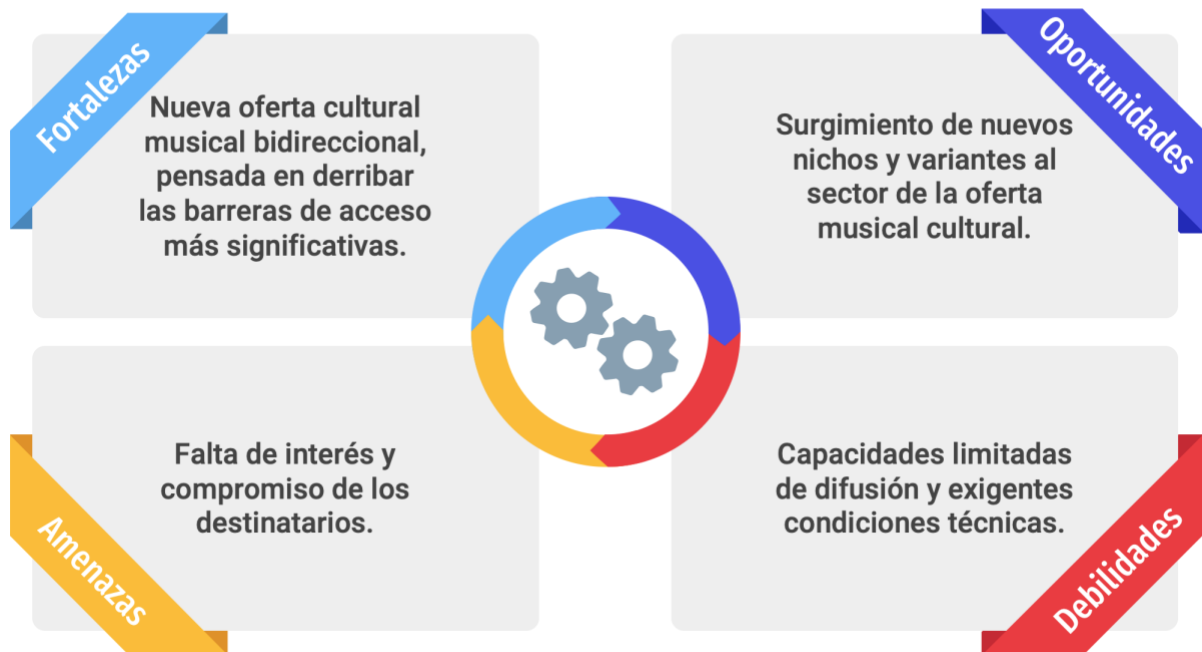 Fortalezas
Nueva oferta cultural
musical bidireccional,
pensada en derribar
las barreras de acceso
más significativas.
Oportunidades
Surgimiento de nuevos
nichos y variantes al
sector de la oferta
musical cultural.
Amenazas
Falta de interés y
compromiso de los
destinatarios.
Debilidades
Capacidades limitadas
de difusión y exigentes
condiciones técnicas.